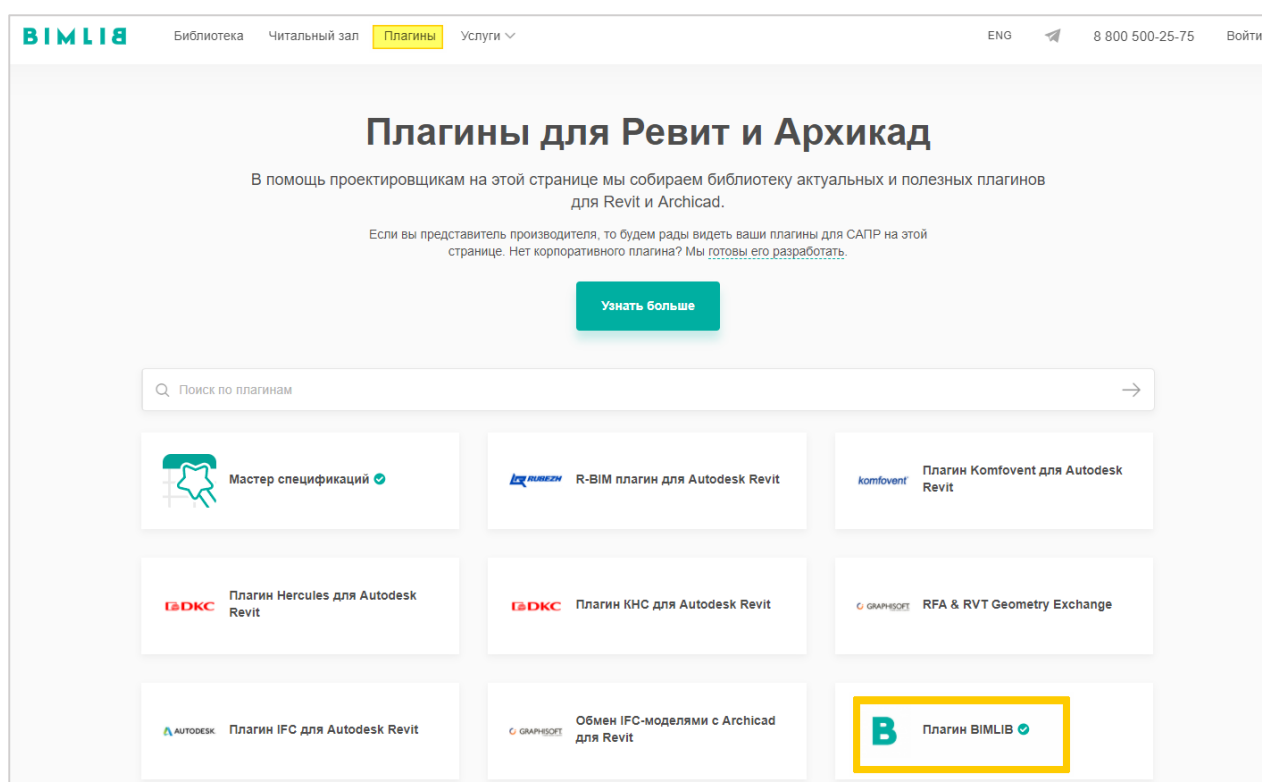 BIMLIB
Библиотека
Читальный зал
Плагины
Услуги
ENG
8 800 500-25-75
Войти
Плагины для Ревит и Архикад
В помощь проектировщикам на этой странице мы собираем библиотеку актуальных и полезных плагинов
для Revit и Archicad.
Если вы представитель производителя, то будем рады видеть ваши плагины для САПР на этой
странице. Нет корпоративного плагина? Мы готовы его разработать.
Узнать больше
Поиск по плагинам
Мастер спецификаций
RUBEZH
R-BIM плагин для Autodesk Revit
komfovent
Плагин Komfovent для Autodesk
Revit
DKC
Плагин Hercules для Autodesk
Revit
DKC
Плагин КНС для Autodesk Revit
GRAPHISOFT
RFA & RVT Geometry Exchange
AUTODESK
Плагин IFC для Autodesk Revit
GRAPHISOFT
Обмен IFC-моделями с Archicad
для Revit
B
Плагин BIMLIB